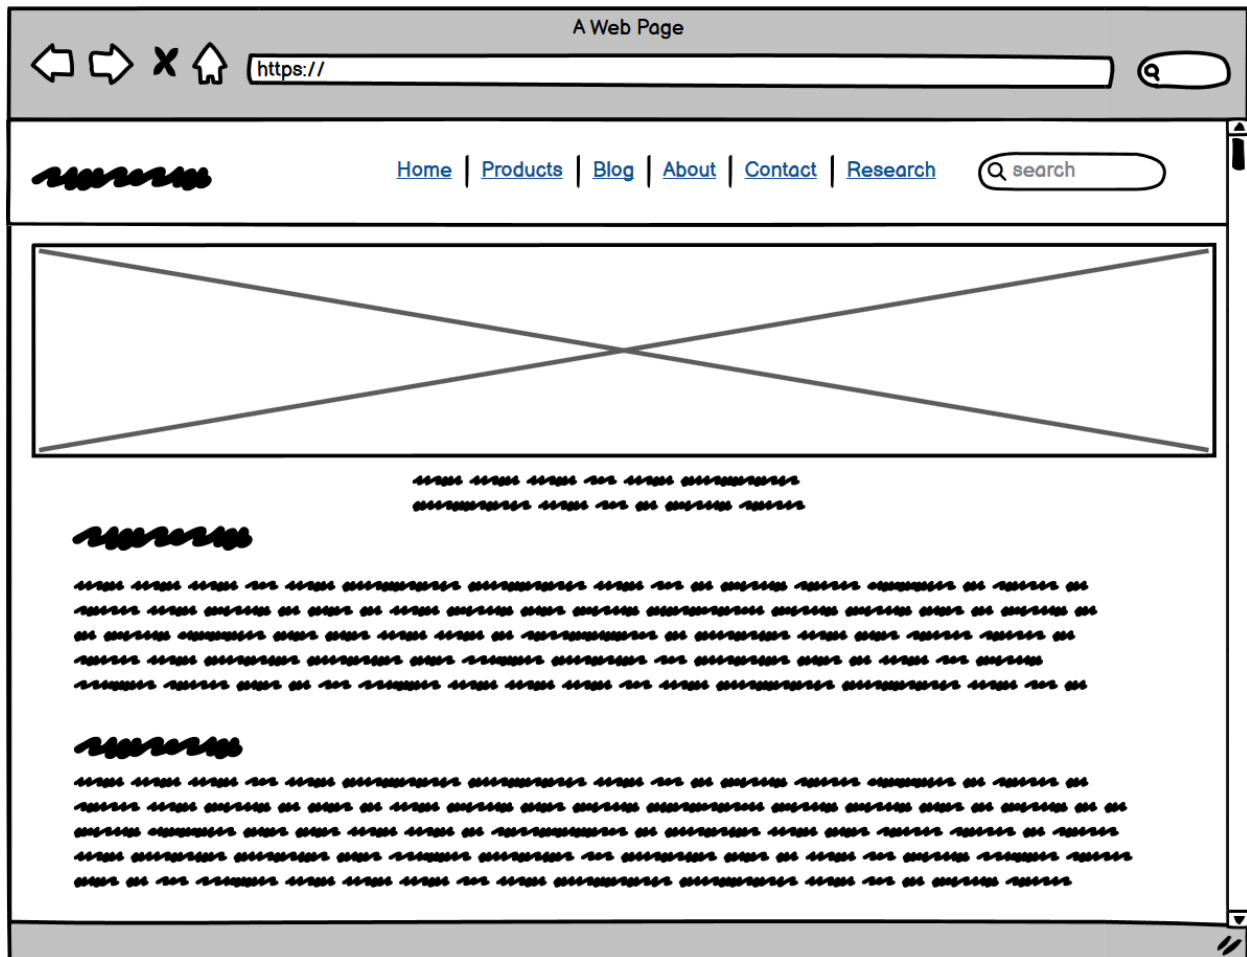 A Web Page
https://
Home | Products | Blog | About | Contact | Research
search